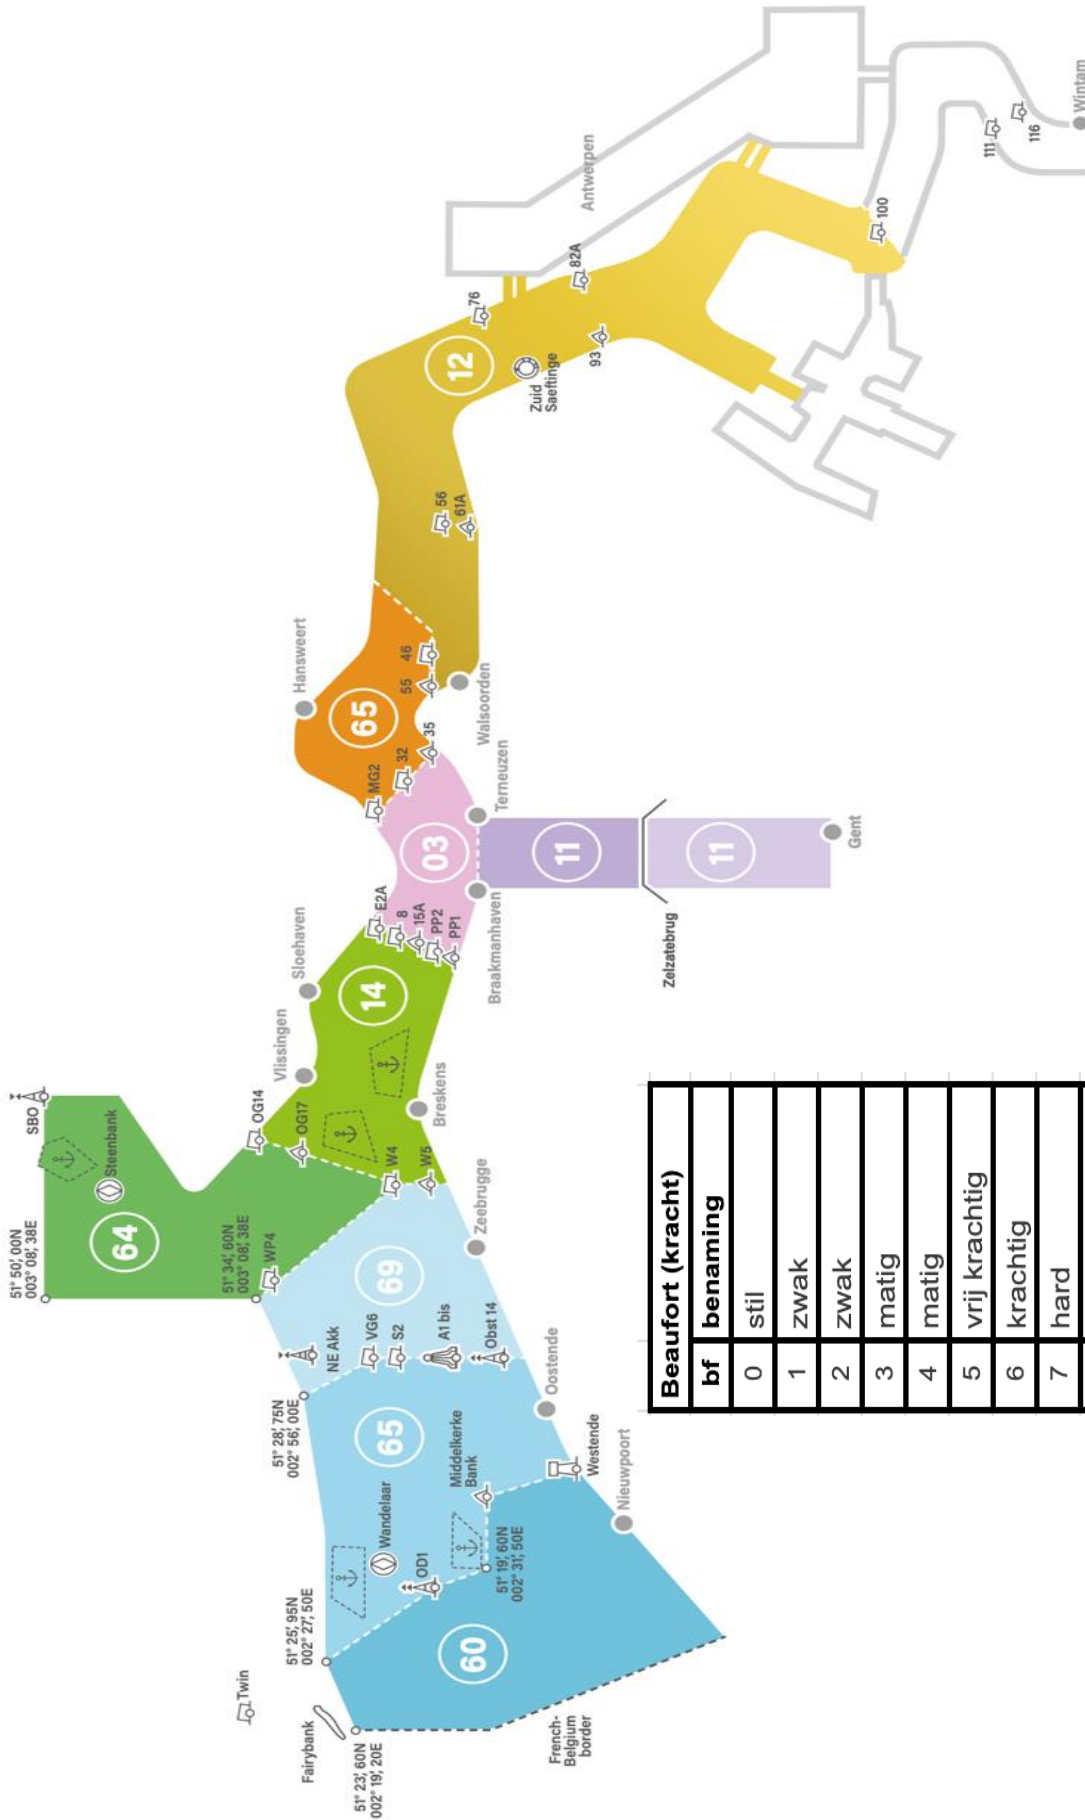 51° 50', 00N
003° 08', 38E
SBO
Steenbank
64
51° 34', 60N
003° 08', 38E
WP4
OG14
OG17
Vlissingen
Sloehaven
14
W4
W5
Breskens
E2A
8
15A
PP2
PP1
Braakmanhaven
03
MG2
32
35
Terneuzen
11
Zelzatebrug
11
Gent
Hansweert
65
55
46
Walsoorden
56
61A
12
76
82A
93
Zuid
Saeftinge
Antwerpen
100
111
116
Wintam
Twin
Fairybank
51° 23', 60N
002° 19', 20E
51° 25', 95N
002° 27', 50E
60
French-
Belgium
border
OD1
Wandelaar
51° 19', 60N
002° 31', 50E
Middelkerke
Bank
65
Westende
Nieuwpoort
Oostende
51° 28', 75N
002° 56', 00E
NE Akk
VG6
S2
A1 bis
Obst 14
69
Zeebrugge
Beaufort (kracht)
bf benaming
0 stil
1 zwak
2 zwak
3 matig
4 matig
5 vrij krachtig
6 krachtig
7 hard